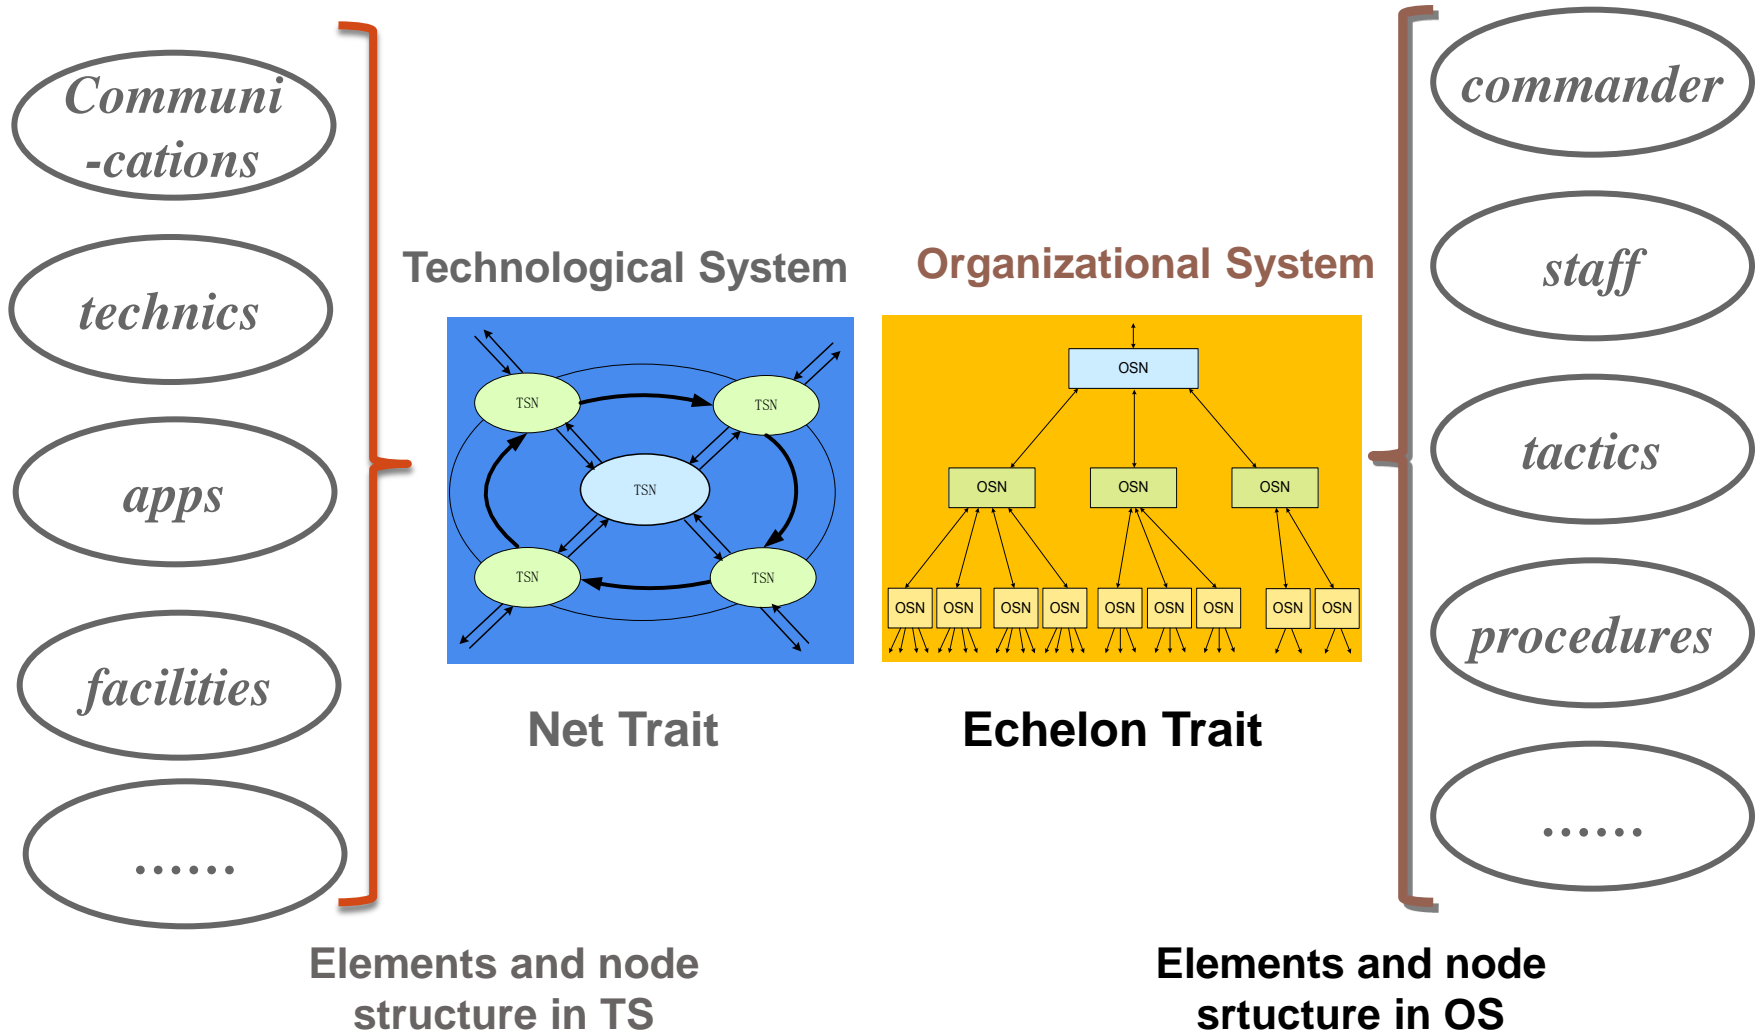 Communi
-cations
technics
apps
facilities
......
Technological System
TSN
TSN
TSN
TSN
TSN
Net Trait
Elements and node
structure in TS
Organizational System
OSN
OSN
OSN
OSN
OSN
OSN
OSN
OSN
OSN
OSN
OSN
OSN
OSN
Echelon Trait
commander
staff
tactics
procedures
......
Elements and node
srtucture in OS